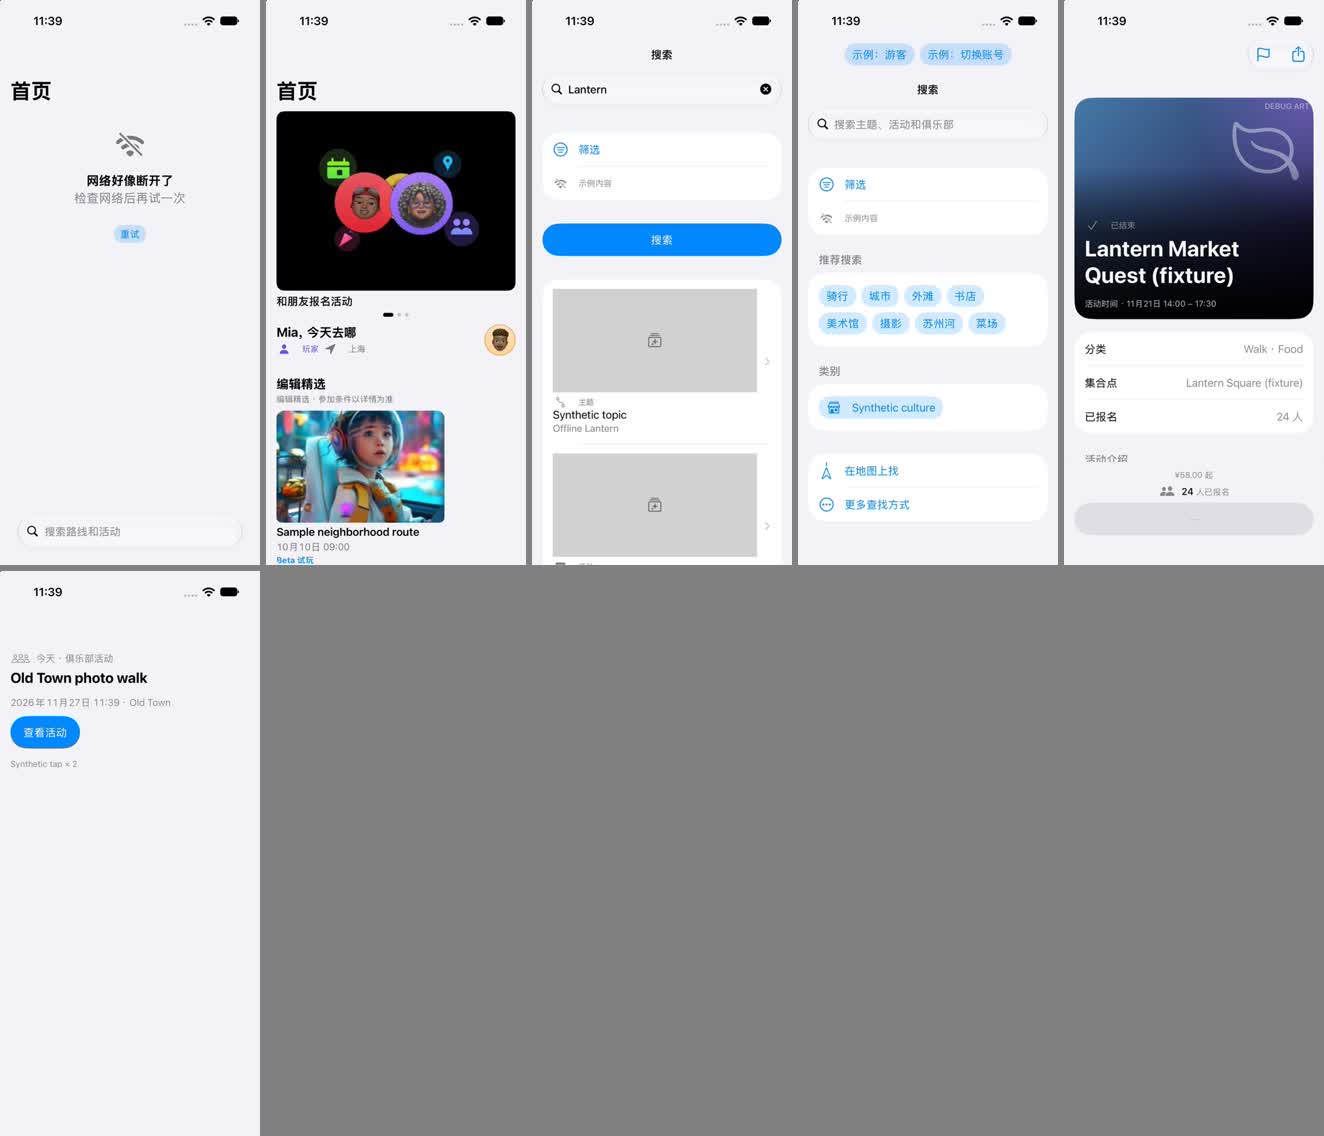 11:39
首页
网络好像断开了
检查网络后再试一次
重试
搜索路线和活动
11:39
首页
和朋友报名活动
Mia, 今天去哪
玩家
上海
编辑精选
编辑精选 · 参加条件以详情为准
Sample neighborhood route
10月10日 09:00
Beta 试玩
11:39
搜索
Lantern
筛选
示例内容
搜索
主题
Synthetic topic
Offline Lantern
11:39
示例：游客
示例：切换账号
搜索
搜索主题、活动和俱乐部
筛选
示例内容
推荐搜索
骑行
城市
外滩
书店
美术馆
摄影
苏州河
菜场
类别
Synthetic culture
在地图上找
更多查找方式
11:39
DEBUG ART
已结束
Lantern Market
Quest (fixture)
活动时间 · 11月21日 14:00 – 17:30
分类
Walk · Food
集合点
Lantern Square (fixture)
已报名
24 人
活动介绍
¥58.00 起
24 人已报名
11:39
今天 · 俱乐部活动
Old Town photo walk
2026年11月27日 11:39 · Old Town
查看活动
Synthetic tap × 2